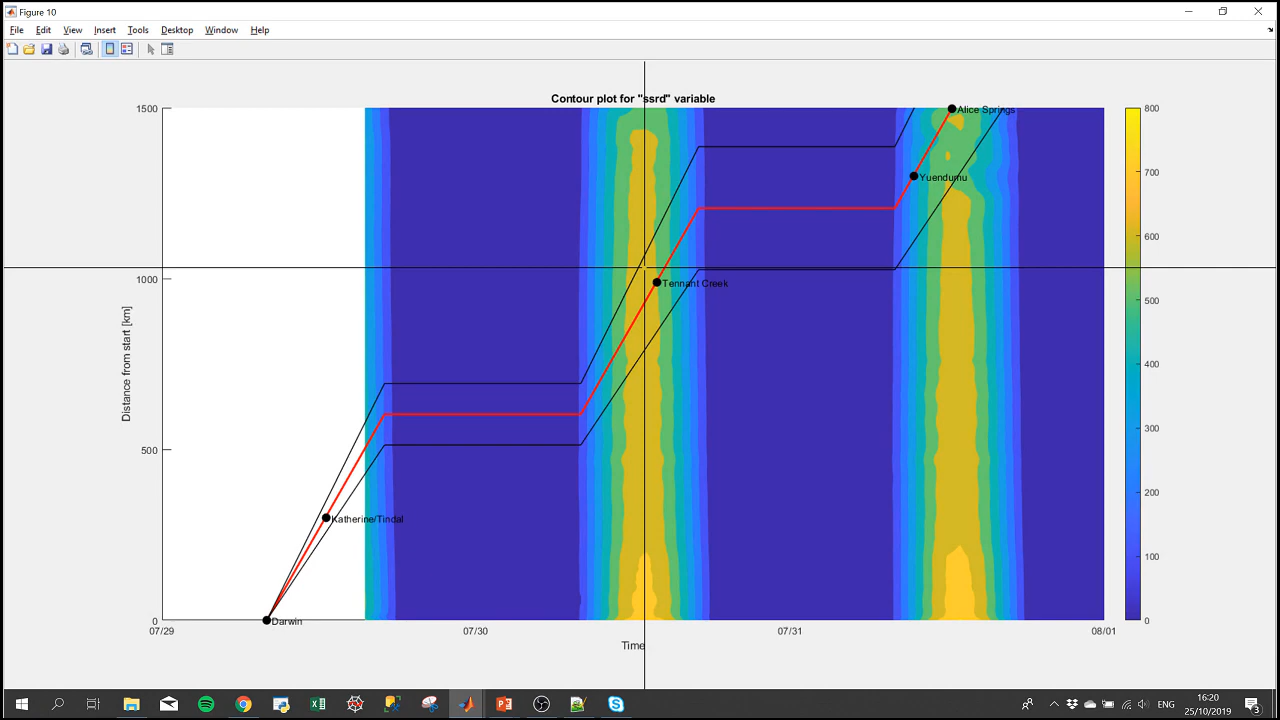 Figure 10
File Edit View Insert Tools Desktop Window Help
Contour plot for "ssrd" variable
1500
1000
500
0
Distance from start [km]
Alice Springs
Yuendumu
Tennant Creek
Katherine/Tindal
Darwin
07/29 07/30 07/31 08/01
Time
800
700
600
500
400
300
200
100
0
ENG
16:20
25/10/2019
3